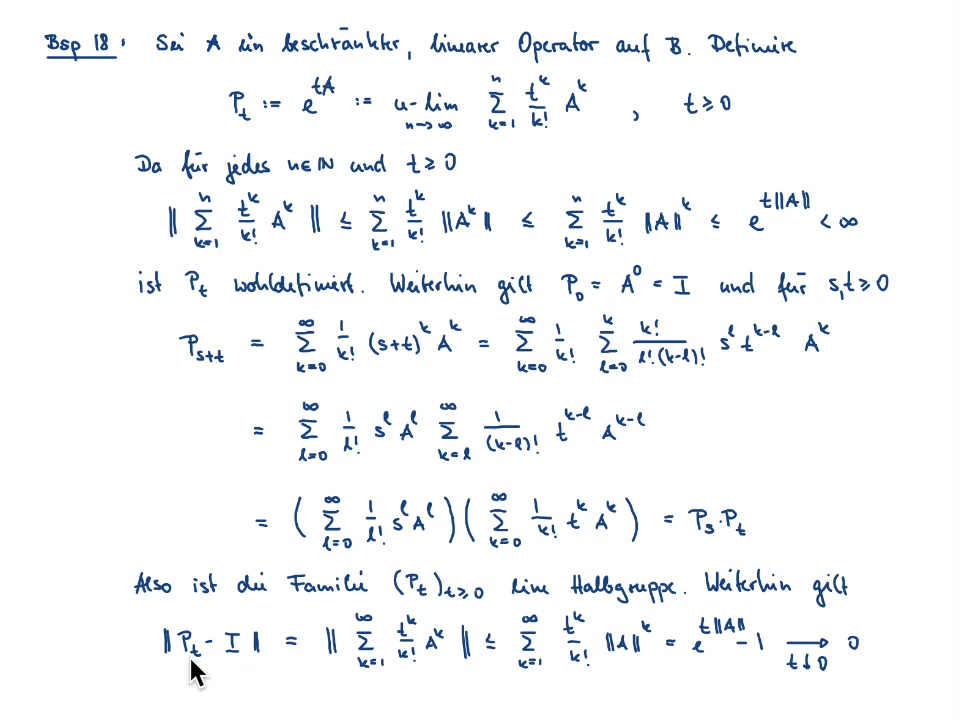 Bsp 18: Sei A ein beschränkter, linearer Operator auf B. Definiere
P_t := e^{tA} := u-lim_{n→∞} Σ_{k=1}^{n} t^k/k! A^k , t ≥ 0
Da für jedes n∈ℕ und t ≥ 0
‖ Σ_{k=1}^{n} t^k/k! A^k ‖ ≤ Σ_{k=1}^{n} t^k/k! ‖A^k‖ ≤ Σ_{k=1}^{n} t^k/k! ‖A‖^k ≤ e^{t‖A‖} < ∞
ist P_t wohldefiniert. Weiterhin gilt P_0 = A^0 = I und für s,t ≥ 0
P_{s+t} = Σ_{k=0}^{∞} 1/k! (s+t)^k A^k = Σ_{k=0}^{∞} 1/k! Σ_{l=0}^{k} k!/(l!·(k-l)!) s^l t^{k-l} A^k
= Σ_{l=0}^{∞} 1/l! s^l A^l Σ_{k=l}^{∞} 1/(k-l)! t^{k-l} A^{k-l}
= ( Σ_{l=0}^{∞} 1/l! s^l A^l ) ( Σ_{k=0}^{∞} 1/k! t^k A^k ) = P_s · P_t
Also ist die Familie (P_t)_{t≥0} eine Halbgruppe. Weiterhin gilt
‖P_t - I‖ = ‖ Σ_{k=1}^{∞} t^k/k! A^k ‖ ≤ Σ_{k=1}^{∞} t^k/k! ‖A‖^k = e^{t‖A‖} - 1 →_{t↓0} 0